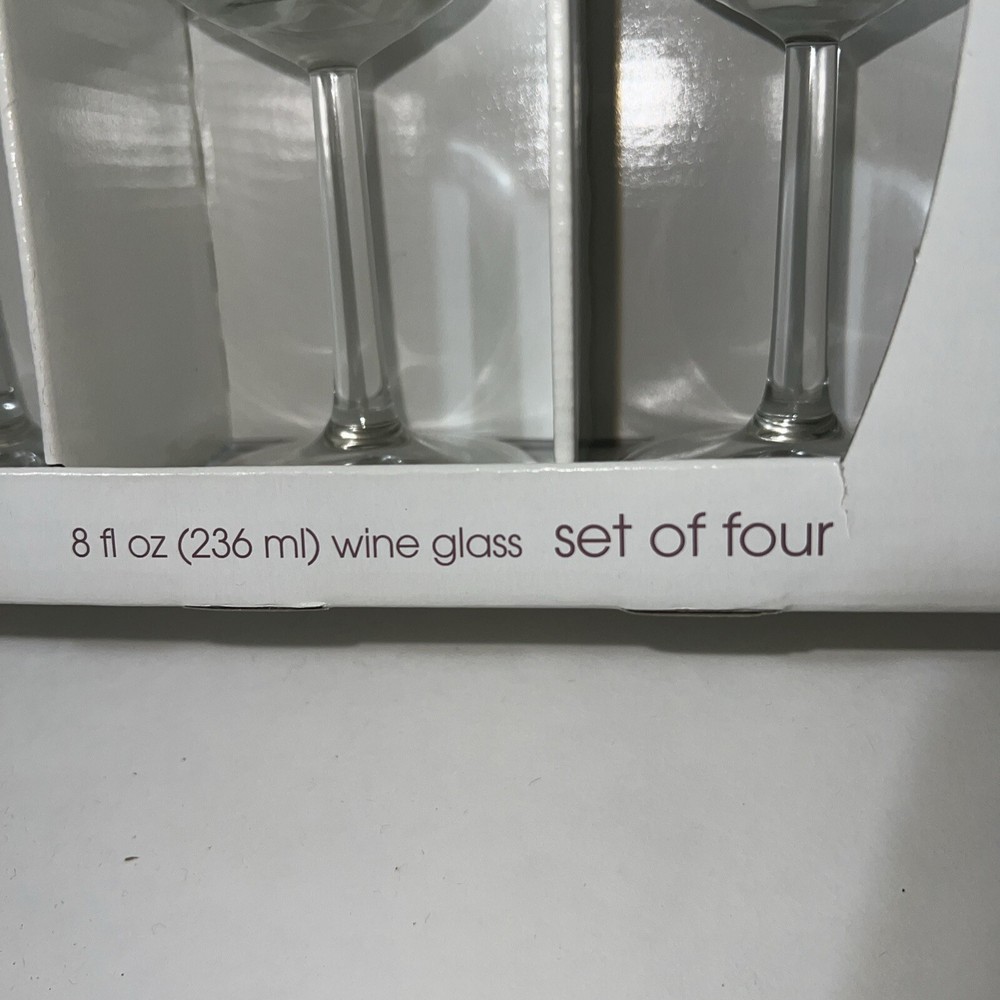 8 fl oz (236 ml) wine glass set of four